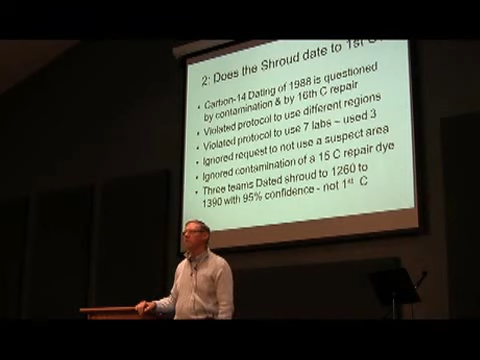 2: Does the Shroud date to 1st
• Carbon-14 Dating of 1988 is questioned
by contamination & by 16th C repair
• Violated protocol to use different regions
• Violated protocol to use 7 labs ~ used 3
• Ignored request to not use a suspect area
• Ignored contamination of a 15 C repair dye
• Three teams Dated shroud to 1260 to
1390 with 95% confidence - not 1st C